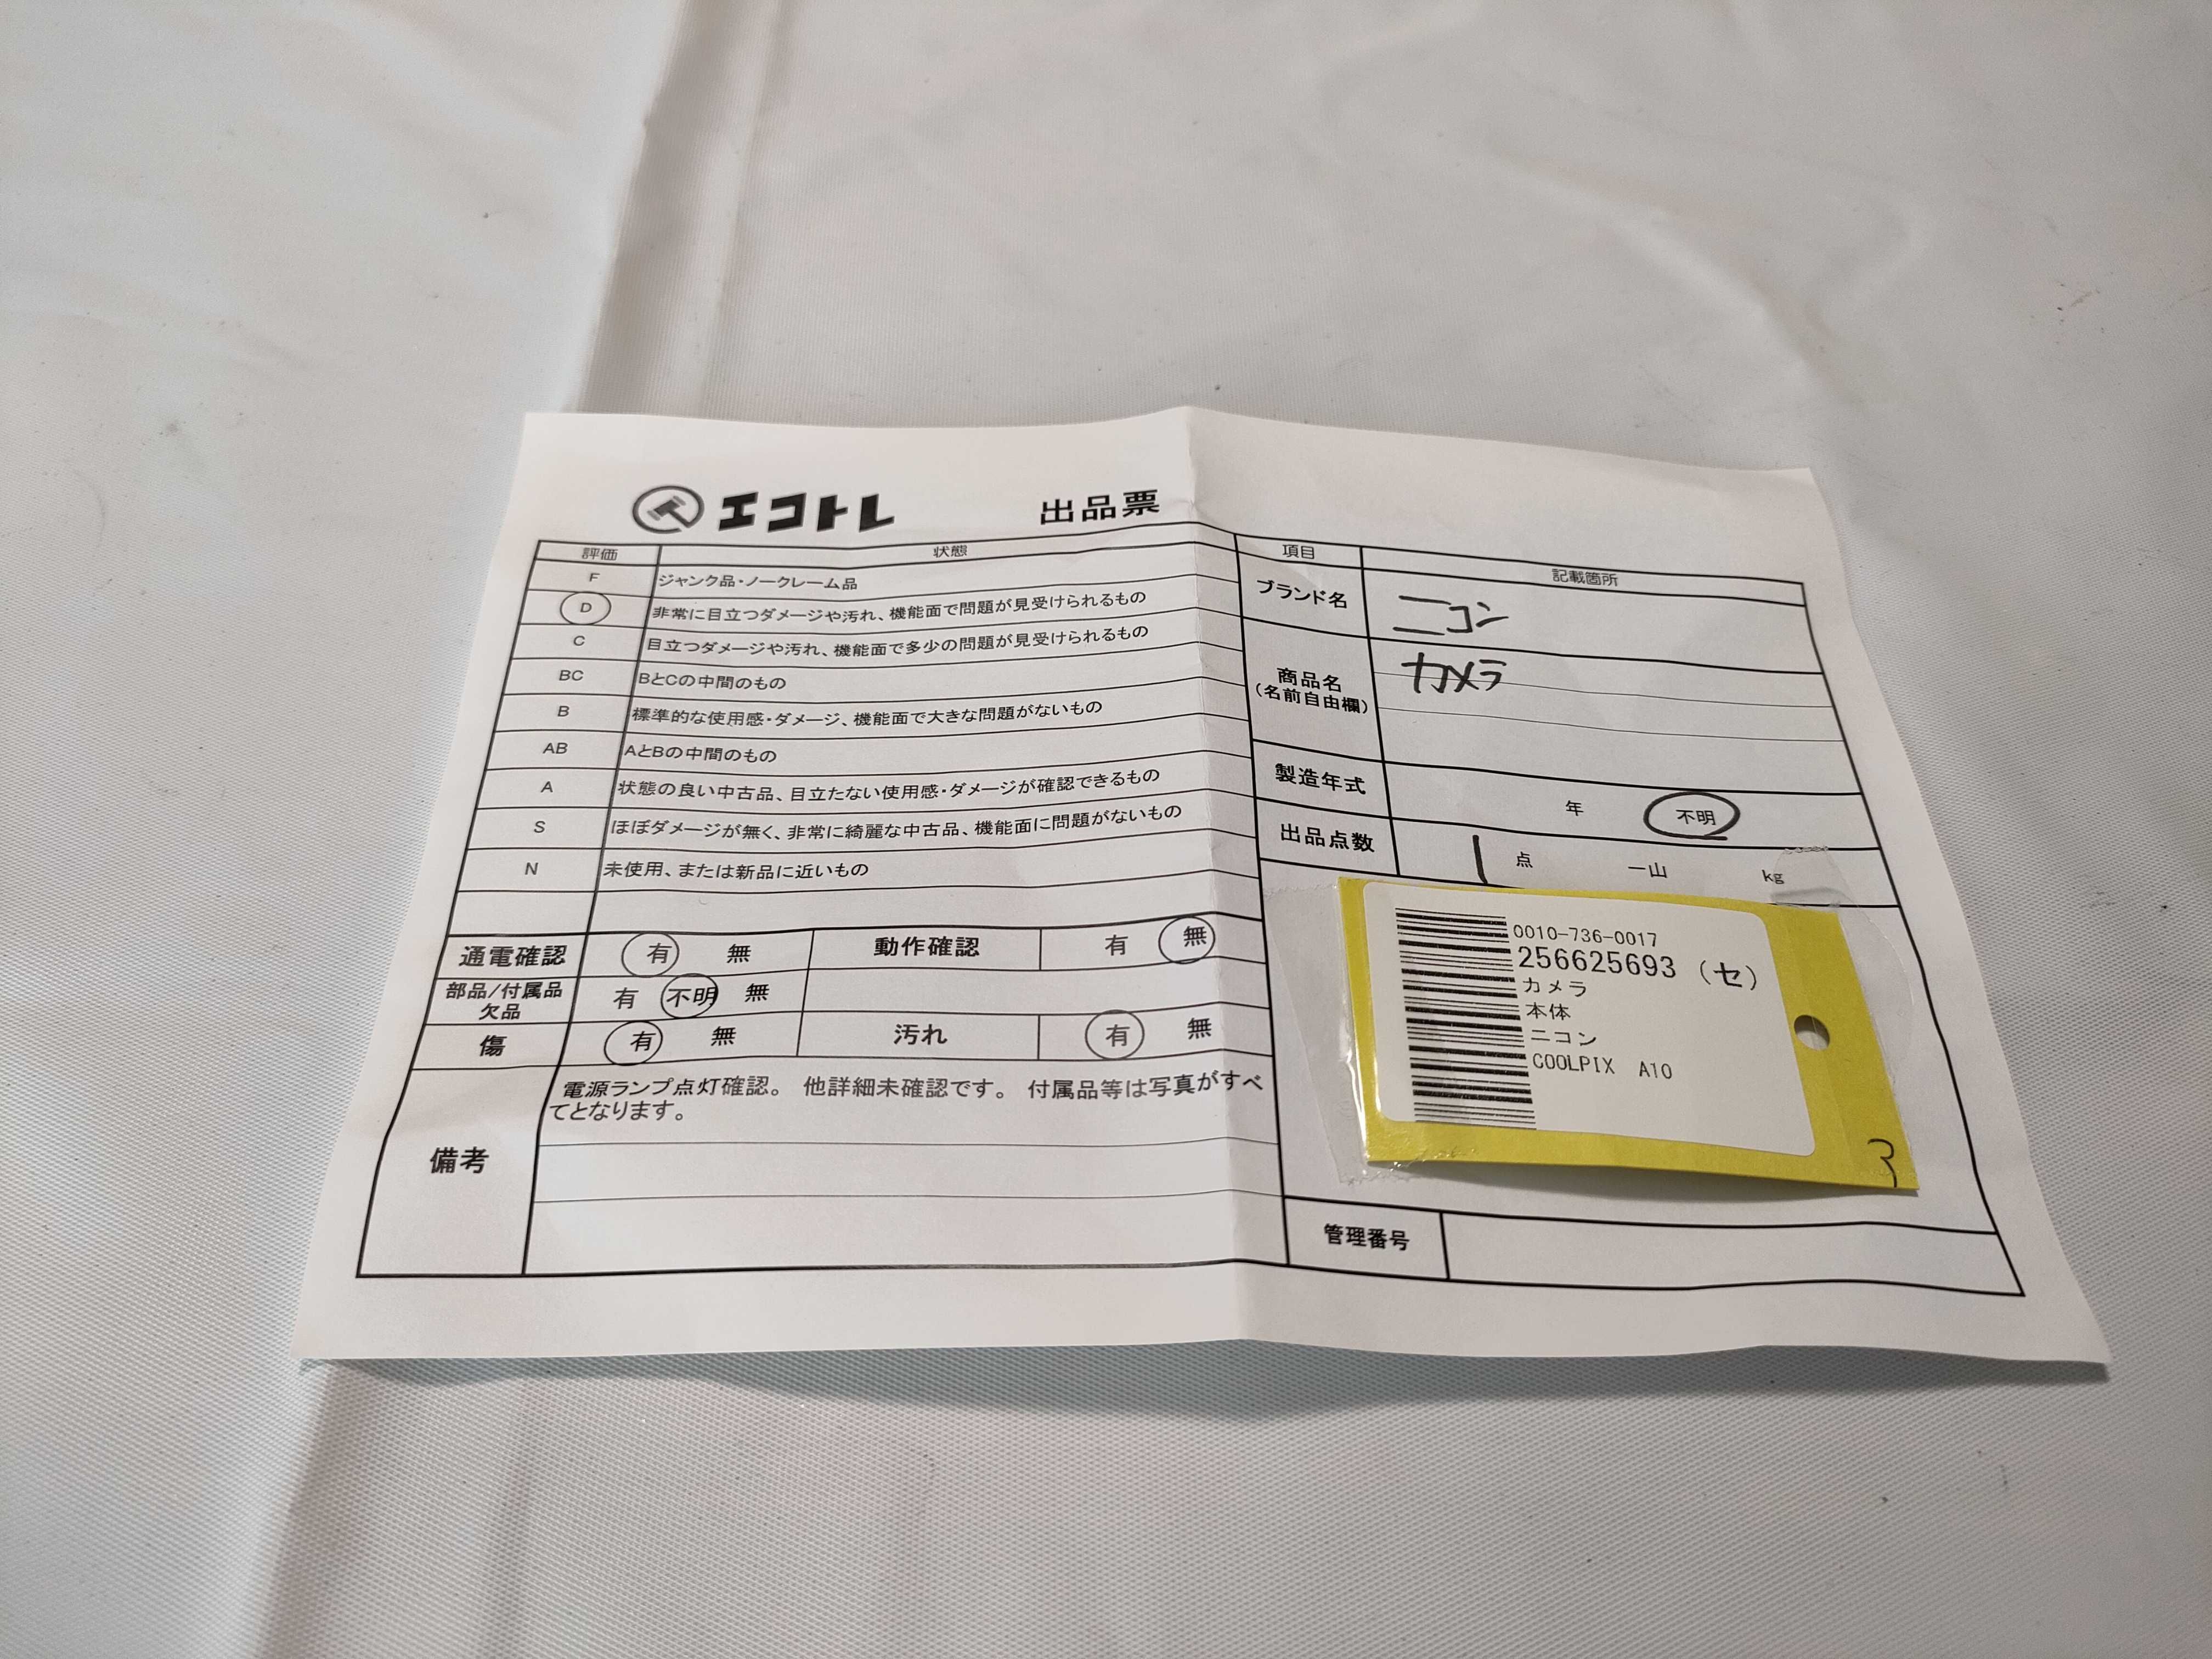 エコトレ 出品票
評価 状態
F ジャンク品・ノークレーム品
D 非常に目立つダメージや汚れ、機能面で問題が見受けられるもの
C 目立つダメージや汚れ、機能面で多少の問題が見受けられるもの
BC BとCの中間のもの
B 標準的な使用感・ダメージ、機能面で大きな問題がないもの
AB AとBの中間のもの
A 状態の良い中古品、目立たない使用感・ダメージが確認できるもの
S ほぼダメージが無く、非常に綺麗な中古品、機能面に問題がないもの
N 未使用、または新品に近いもの
通電確認 有 無 動作確認 有 無
部品/付属品
欠品 有 不明 無
傷 有 無 汚れ 有 無
備考
電源ランプ点灯確認。 他詳細未確認です。 付属品等は写真がすべ
てとなります。
項目 記載箇所
ブランド名 ニコン
商品名
(名前自由欄) カメラ
製造年式 年 不明
出品点数 1 点 一山 kg
0010-736-0017
256625693 (セ)
カメラ
本体
ニコン
COOLPIX A10
3
管理番号